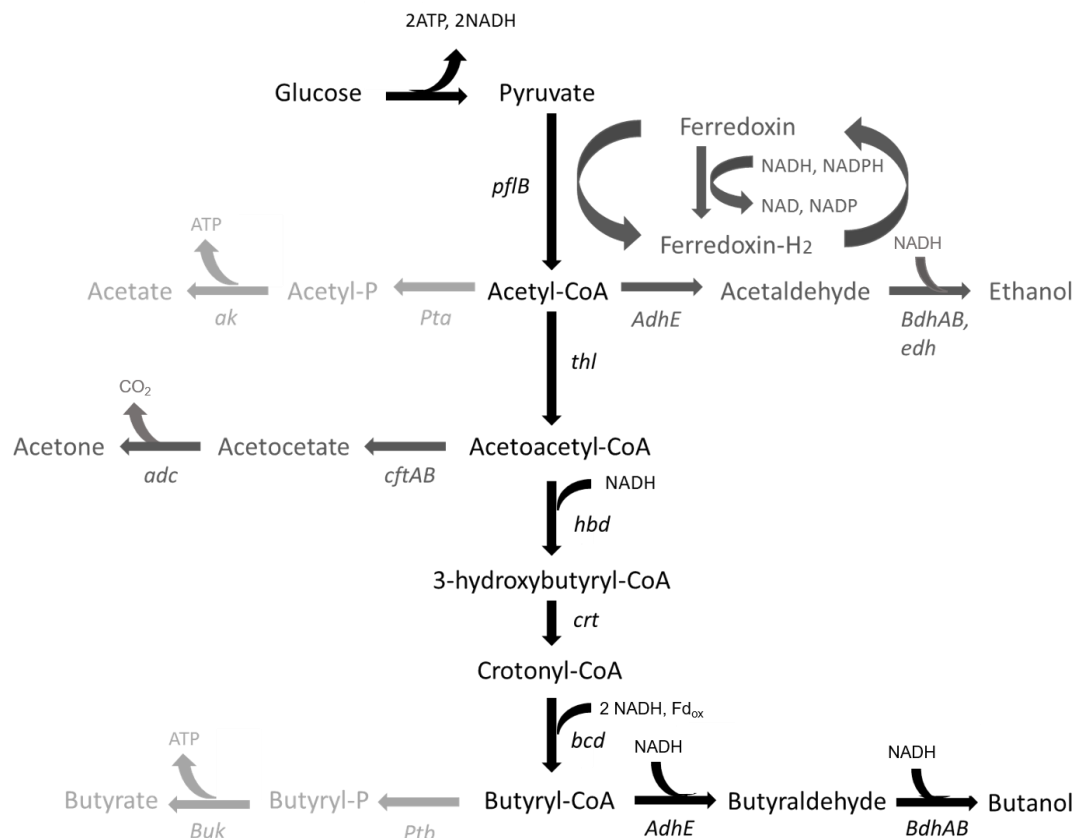 2ATP, 2NADH
Glucose
Pyruvate
Ferredoxin
pflB
NADH, NADPH
NAD, NADP
ATP
Ferredoxin-H2
NADH
Acetate
Acetyl-P
Acetyl-CoA
Acetaldehyde
Ethanol
ak
Pta
AdhE
BdhAB,
edh
thl
CO2
Acetone
Acetocetate
Acetoacetyl-CoA
adc
cftAB
NADH
hbd
3-hydroxybutyryl-CoA
crt
Crotonyl-CoA
2 NADH, Fdox
ATP
bcd
NADH
NADH
Butyrate
Butyryl-P
Butyryl-CoA
Butyraldehyde
Butanol
Buk
Ptb
AdhE
BdhAB